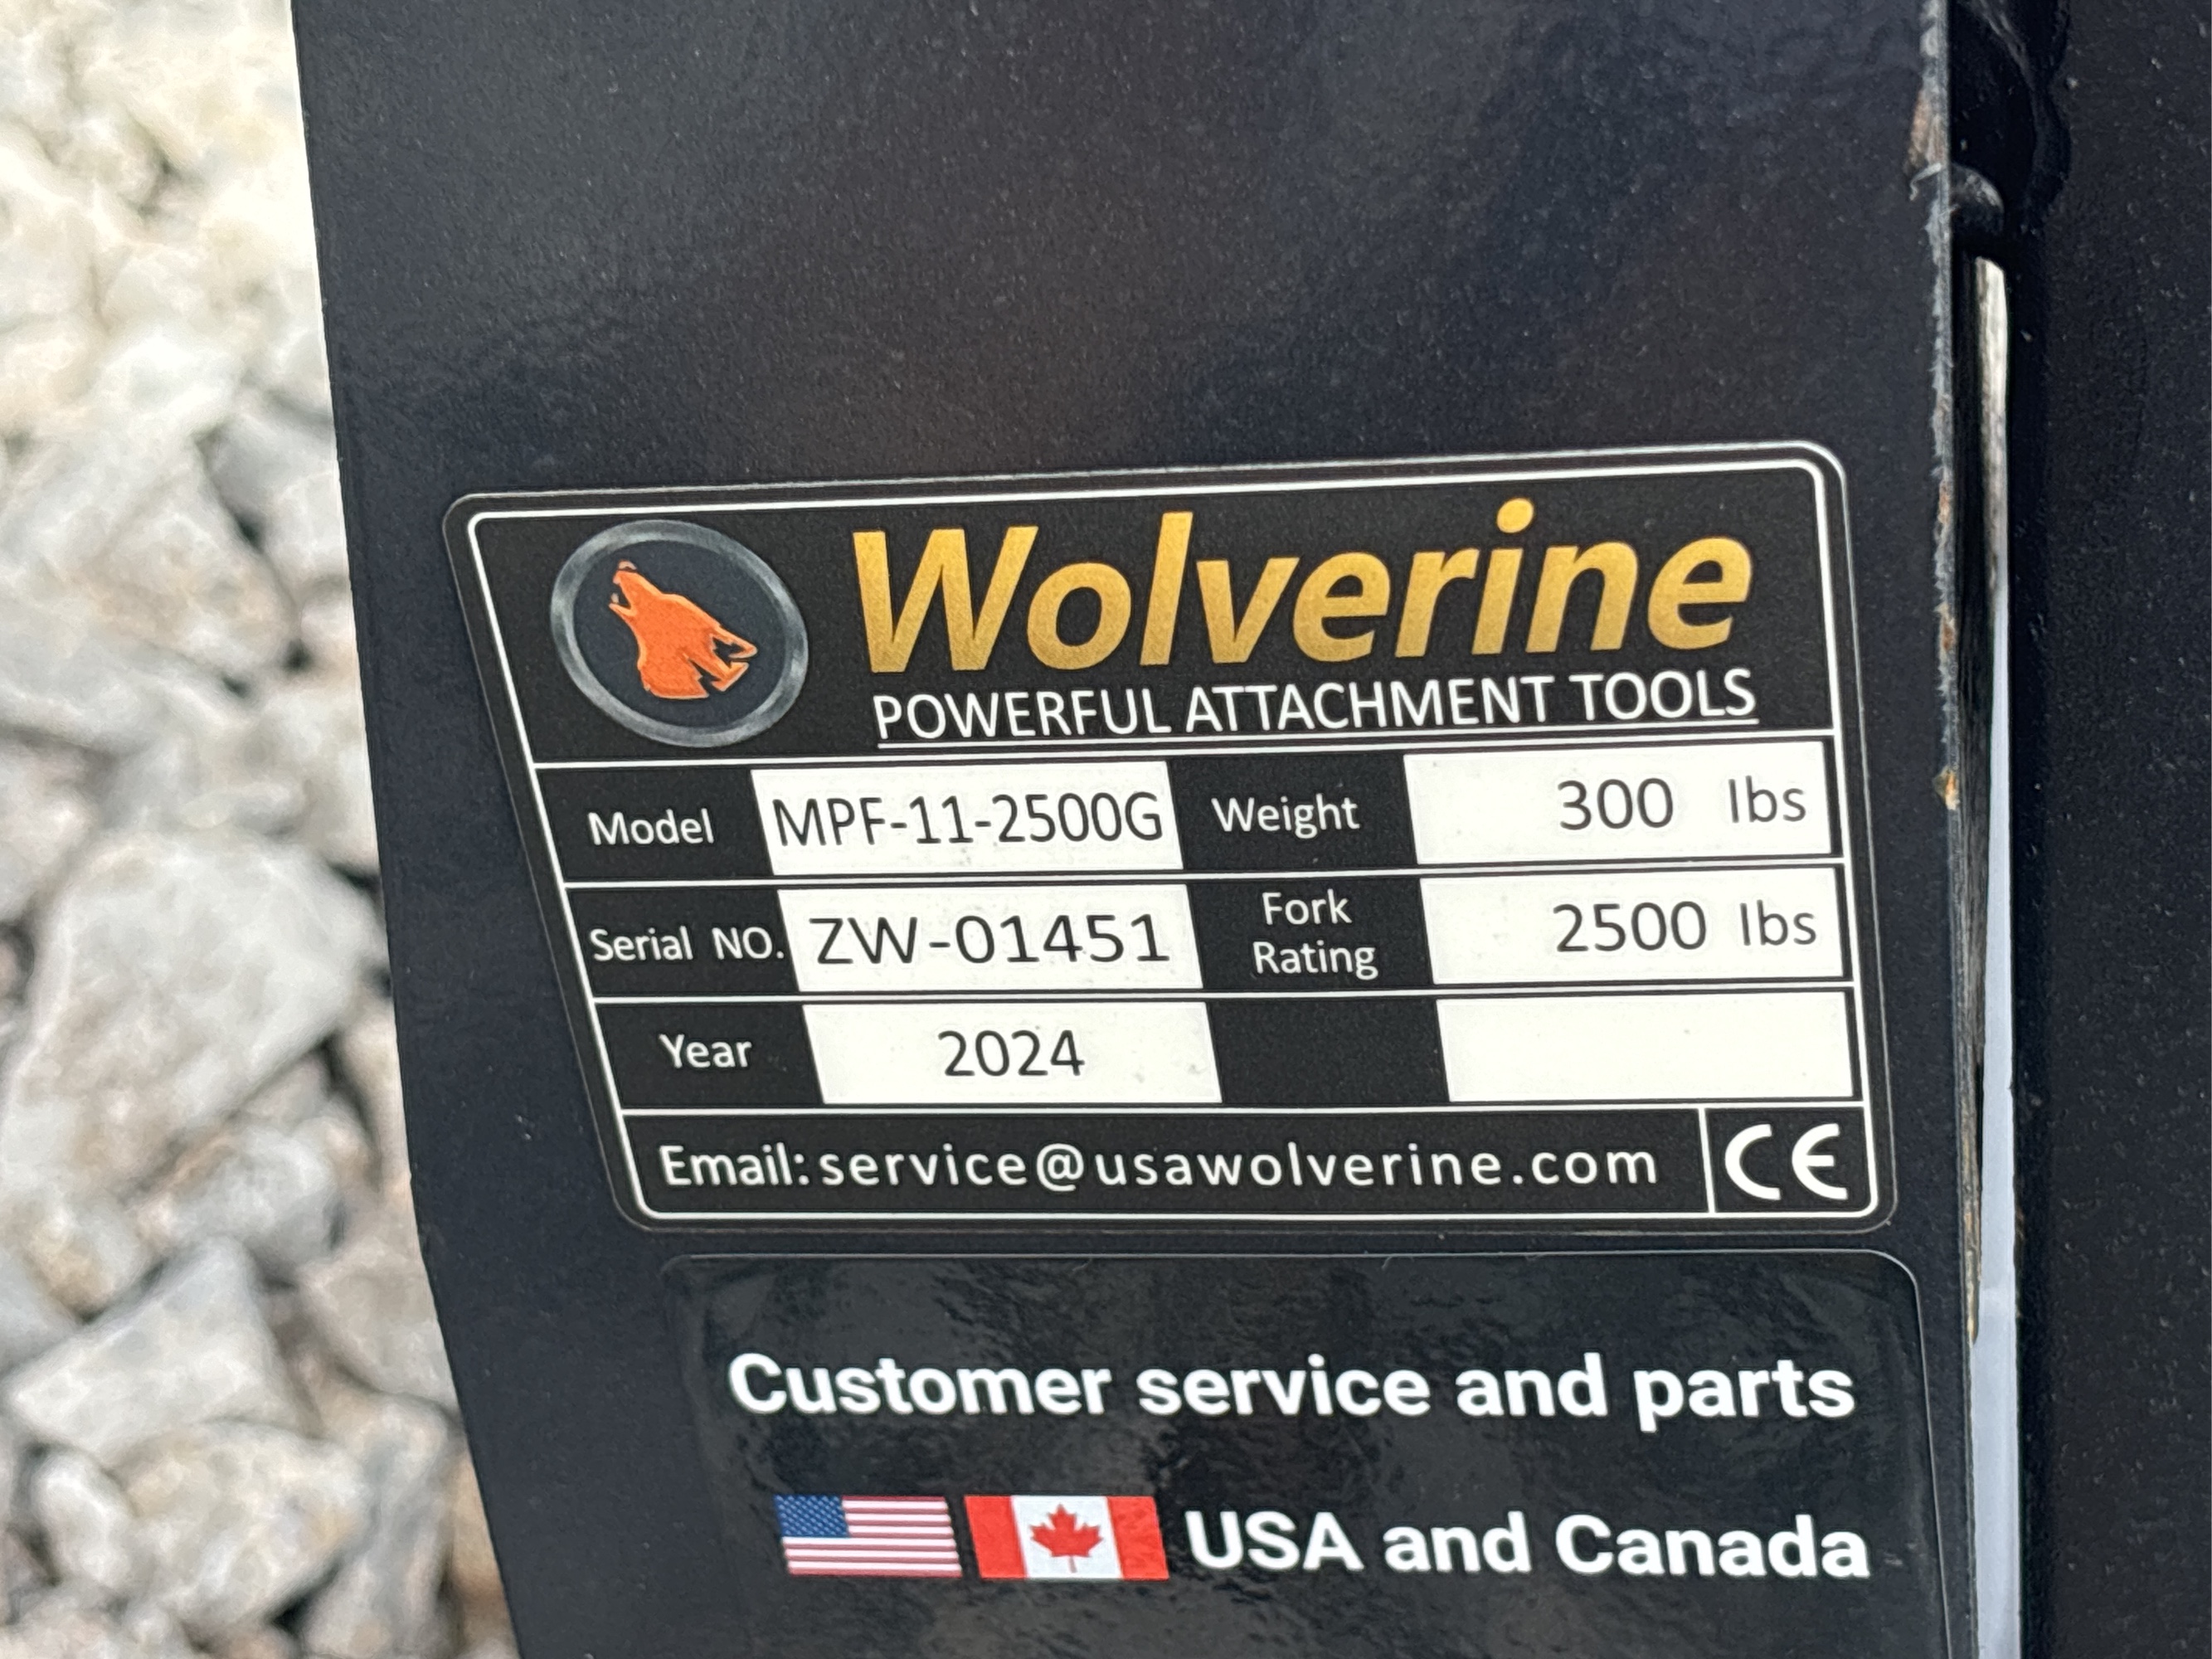 Wolverine
POWERFUL ATTACHMENT TOOLS
Model MPF-11-2500G Weight 300 lbs
Serial NO. ZW-01451 Fork Rating 2500 lbs
Year 2024
Email: service@usawolverine.com CE
Customer service and parts
USA and Canada